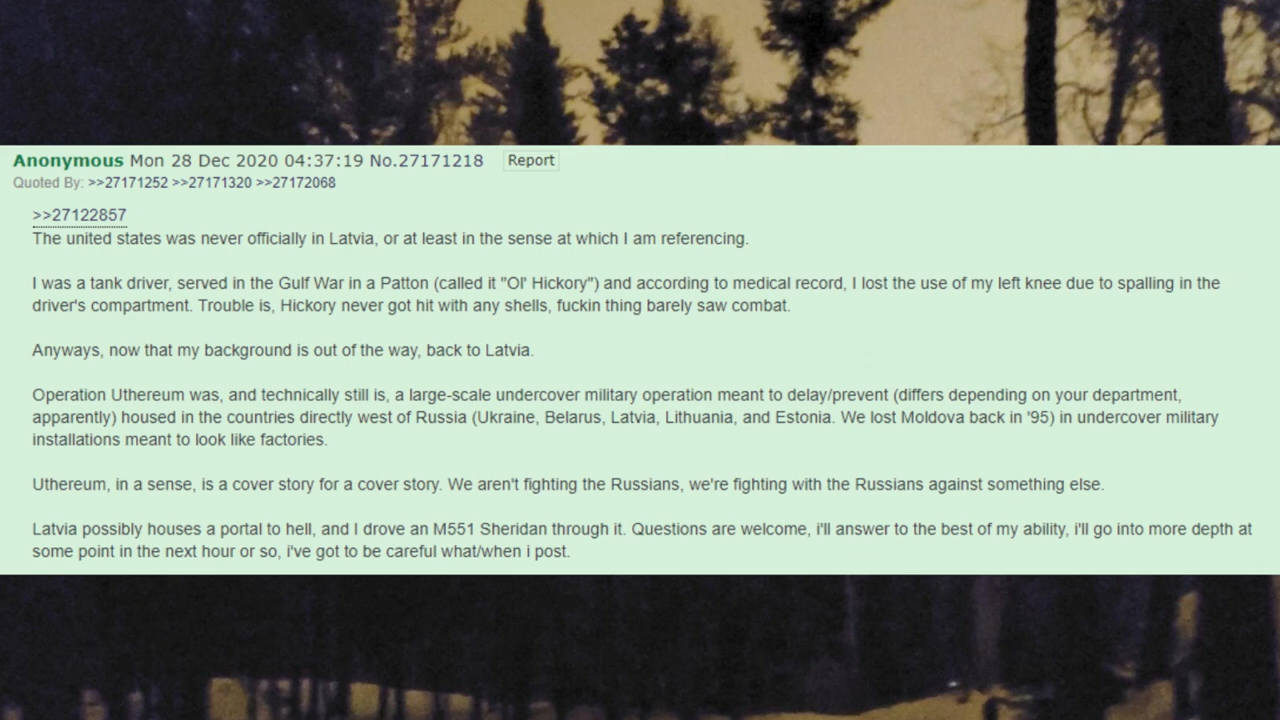 Anonymous Mon 28 Dec 2020 04:37:19 No.27171218 Report
Quoted By: >>27171252 >>27171320 >>27172068
>>27122857
The united states was never officially in Latvia, or at least in the sense at which I am referencing.
I was a tank driver, served in the Gulf War in a Patton (called it "Ol' Hickory") and according to medical record, I lost the use of my left knee due to spalling in the
driver's compartment. Trouble is, Hickory never got hit with any shells, fuckin thing barely saw combat.
Anyways, now that my background is out of the way, back to Latvia.
Operation Uthereum was, and technically still is, a large-scale undercover military operation meant to delay/prevent (differs depending on your department,
apparently) housed in the countries directly west of Russia (Ukraine, Belarus, Latvia, Lithuania, and Estonia. We lost Moldova back in '95) in undercover military
installations meant to look like factories.
Uthereum, in a sense, is a cover story for a cover story. We aren't fighting the Russians, we're fighting with the Russians against something else.
Latvia possibly houses a portal to hell, and I drove an M551 Sheridan through it. Questions are welcome, i'll answer to the best of my ability, i'll go into more depth at
some point in the next hour or so, i've got to be careful what/when i post.